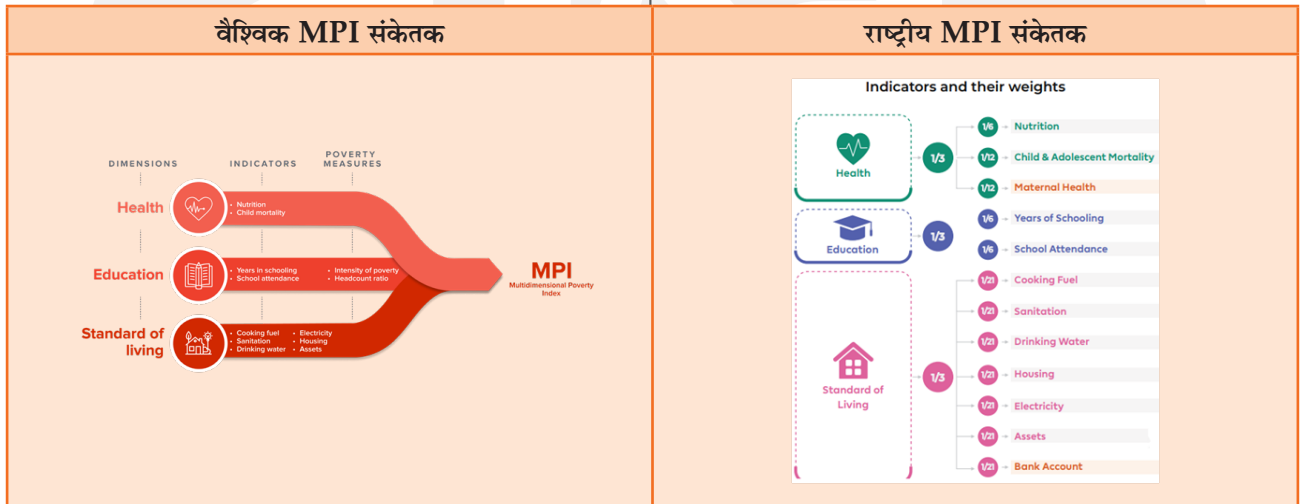 वैश्विक MPI संकेतक
राष्ट्रीय MPI संकेतक
DIMENSIONS
INDICATORS
POVERTY
MEASURES
Health
• Nutrition
• Child mortality
Education
• Years in schooling
• School attendance
• Intensity of poverty
• Headcount ratio
Standard of
living
• Cooking fuel
• Sanitation
• Drinking water
• Electricity
• Housing
• Assets
MPI
Multidimensional Poverty
Index
Indicators and their weights
Health
1/3
1/6 Nutrition
1/12 Child & Adolescent Mortality
1/12 Maternal Health
Education
1/3
1/6 Years of Schooling
1/6 School Attendance
Standard of
Living
1/3
1/21 Cooking Fuel
1/21 Sanitation
1/21 Drinking Water
1/21 Housing
1/21 Electricity
1/21 Assets
1/21 Bank Account